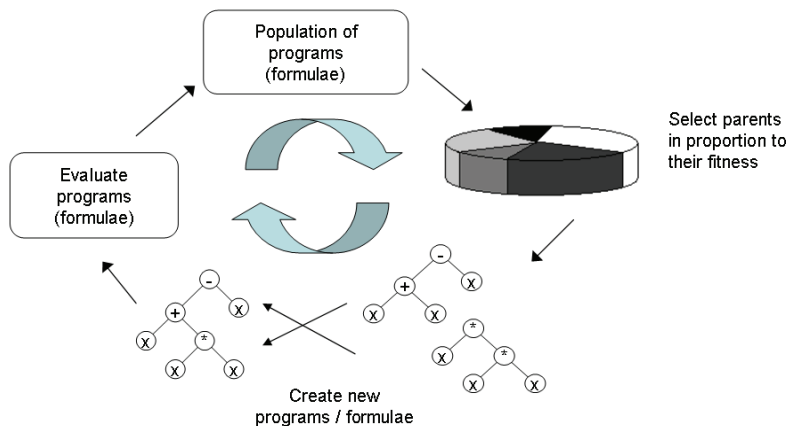 Population of
programs
(formulae)
Select parents
in proportion to
their fitness
Evaluate
programs
(formulae)
-
+
x
x
x
*
x
*
x
x
-
+
x
x
*
x
x
Create new
programs / formulae